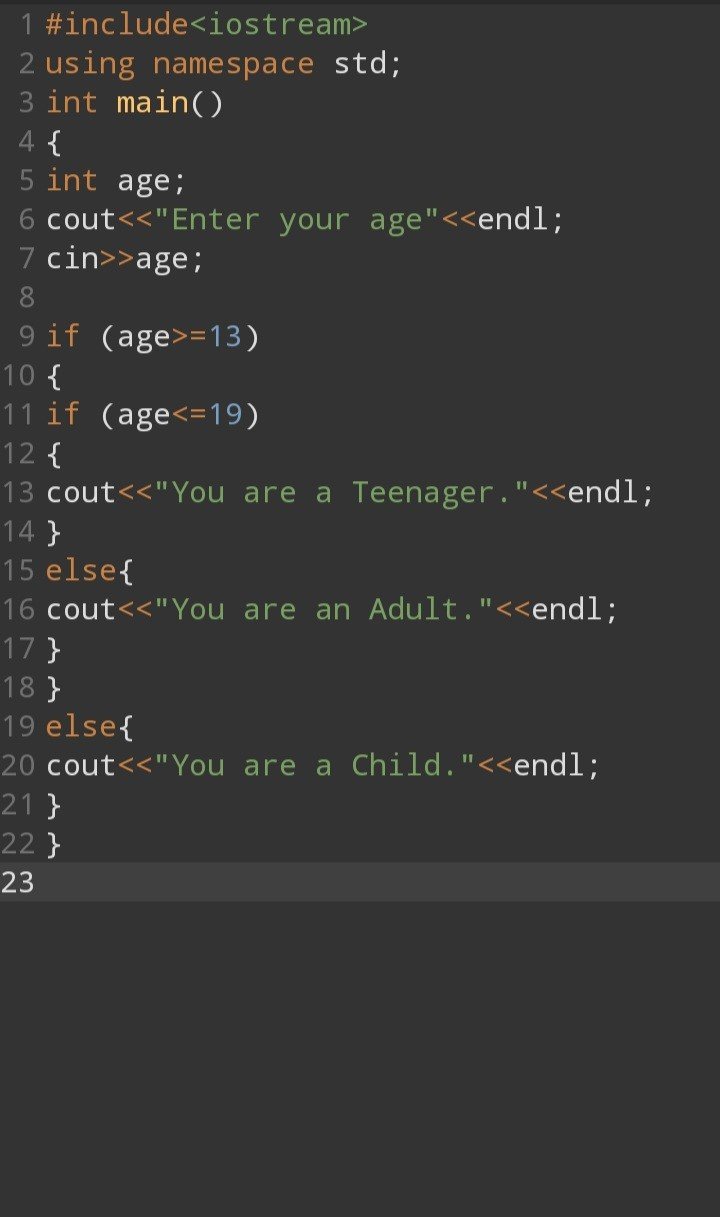 1 #include<iostream>
2 using namespace std;
3 int main()
4 {
5 int age;
6 cout<<"Enter your age"<<endl;
7 cin>>age;
8
9 if (age>=13)
10 {
11 if (age<=19)
12 {
13 cout<<"You are a Teenager."<<endl;
14 }
15 else{
16 cout<<"You are an Adult."<<endl;
17 }
18 }
19 else{
20 cout<<"You are a Child."<<endl;
21 }
22 }
23